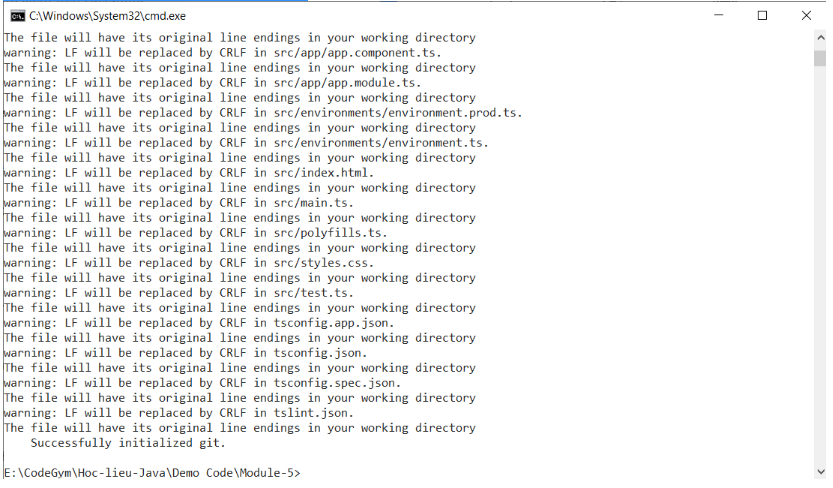 C:\Windows\System32\cmd.exe
The file will have its original line endings in your working directory
warning: LF will be replaced by CRLF in src/app/app.component.ts.
The file will have its original line endings in your working directory
warning: LF will be replaced by CRLF in src/app/app.module.ts.
The file will have its original line endings in your working directory
warning: LF will be replaced by CRLF in src/environments/environment.prod.ts.
The file will have its original line endings in your working directory
warning: LF will be replaced by CRLF in src/environments/environment.ts.
The file will have its original line endings in your working directory
warning: LF will be replaced by CRLF in src/index.html.
The file will have its original line endings in your working directory
warning: LF will be replaced by CRLF in src/main.ts.
The file will have its original line endings in your working directory
warning: LF will be replaced by CRLF in src/polyfills.ts.
The file will have its original line endings in your working directory
warning: LF will be replaced by CRLF in src/styles.css.
The file will have its original line endings in your working directory
warning: LF will be replaced by CRLF in src/test.ts.
The file will have its original line endings in your working directory
warning: LF will be replaced by CRLF in tsconfig.app.json.
The file will have its original line endings in your working directory
warning: LF will be replaced by CRLF in tsconfig.json.
The file will have its original line endings in your working directory
warning: LF will be replaced by CRLF in tsconfig.spec.json.
The file will have its original line endings in your working directory
warning: LF will be replaced by CRLF in tslint.json.
The file will have its original line endings in your working directory
Successfully initialized git.
E:\CodeGym\Hoc-lieu-Java\Demo Code\Module-5>